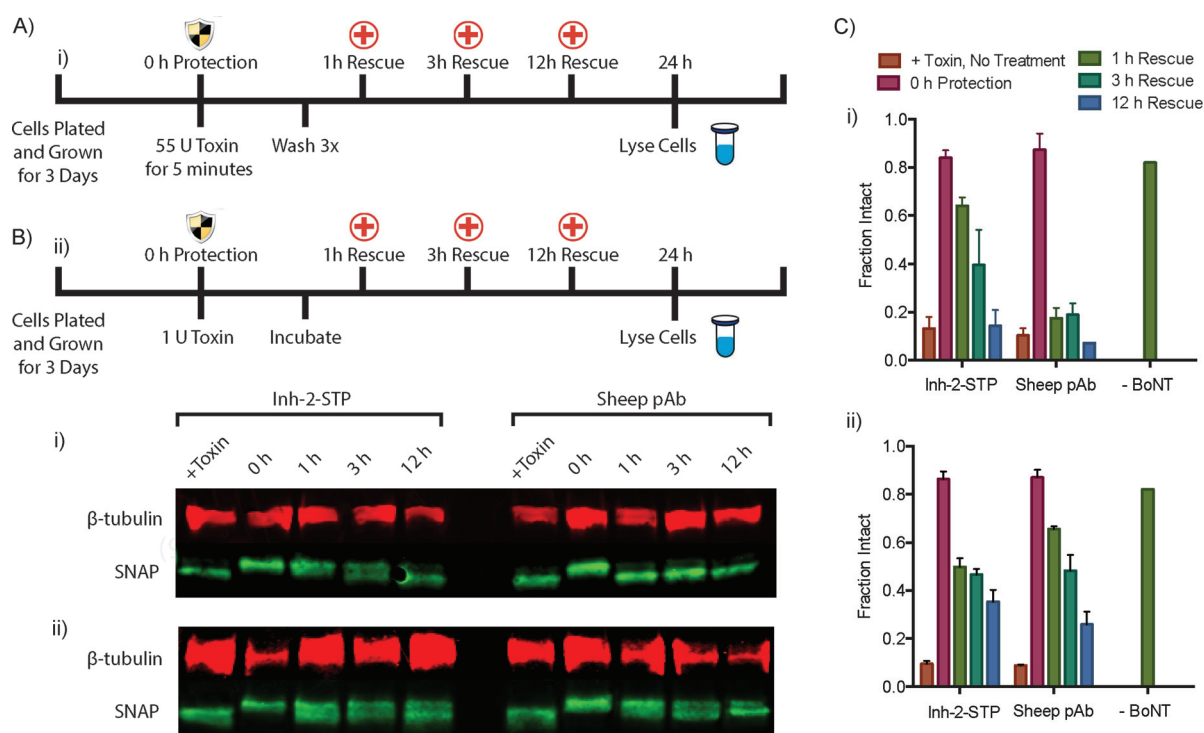 A)
i)
0 h Protection
1h Rescue
3h Rescue
12h Rescue
24 h
Cells Plated
and Grown
for 3 Days
55 U Toxin
for 5 minutes
Wash 3x
Lyse Cells
B)
ii)
0 h Protection
1h Rescue
3h Rescue
12h Rescue
24 h
Cells Plated
and Grown
for 3 Days
1 U Toxin
Incubate
Lyse Cells
Inh-2-STP
Sheep pAb
i)
+Toxin 0 h 1 h 3 h 12 h
+Toxin 0 h 1 h 3 h 12 h
β-tubulin
SNAP
ii)
β-tubulin
SNAP
C)
+ Toxin, No Treatment
0 h Protection
1 h Rescue
3 h Rescue
12 h Rescue
i)
Fraction Intact
1.0
0.8
0.6
0.4
0.2
0.0
Inh-2-STP
Sheep pAb
- BoNT
ii)
Fraction Intact
1.0
0.8
0.6
0.4
0.2
0.0
Inh-2-STP
Sheep pAb
- BoNT